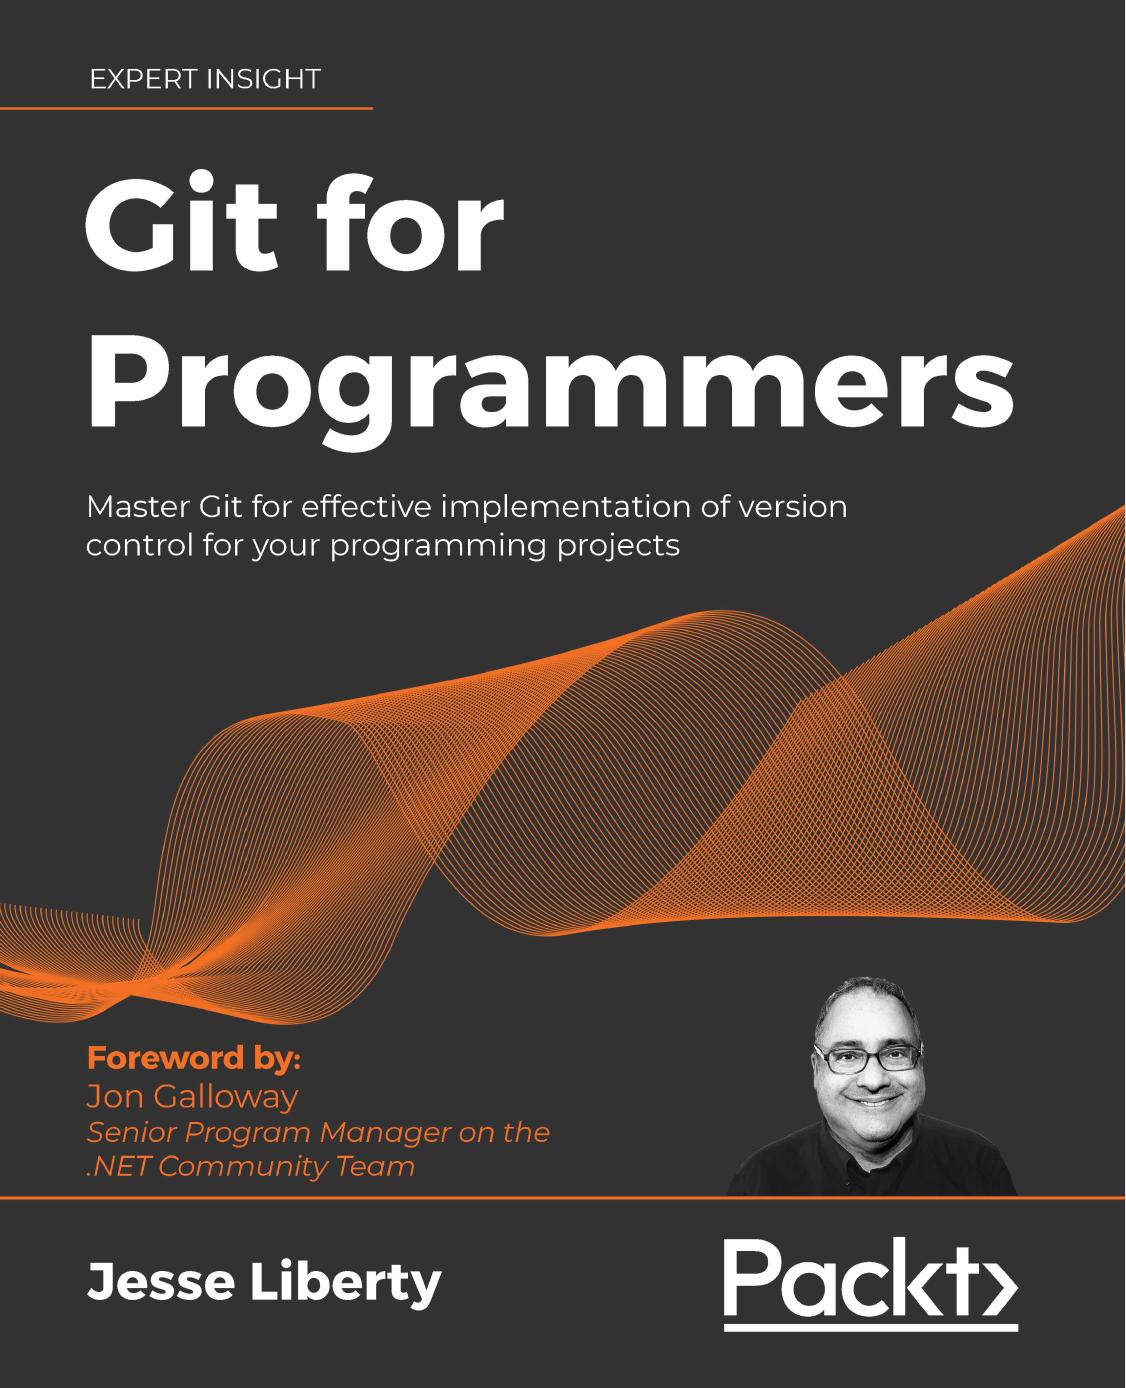 EXPERT INSIGHT
Git for
Programmers
Master Git for effective implementation of version
control for your programming projects
Foreword by:
Jon Galloway
Senior Program Manager on the
.NET Community Team
Jesse Liberty
Packt